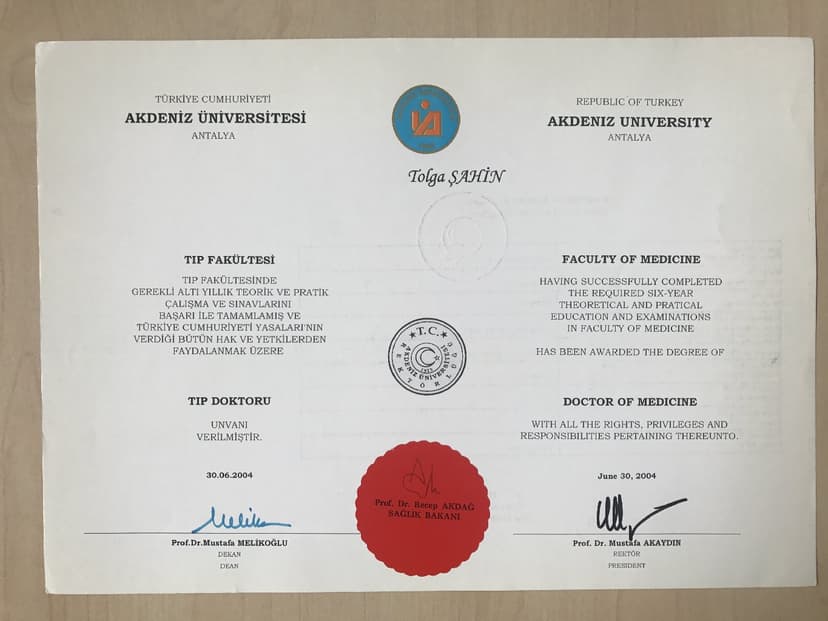 TÜRKİYE CUMHURİYETİ
AKDENİZ ÜNİVERSİTESİ
ANTALYA
REPUBLIC OF TURKEY
AKDENIZ UNIVERSITY
ANTALYA
Tolga ŞAHİN
TIP FAKÜLTESİ
TIP FAKÜLTESİNDE
GEREKLİ ALTI YILLIK TEORİK VE PRATİK
ÇALIŞMA VE SINAVLARINI
BAŞARI İLE TAMAMLAMIŞ VE
TÜRKİYE CUMHURİYETİ YASALARI'NIN
VERDİĞİ BÜTÜN HAK VE YETKİLERDEN
FAYDALANMAK ÜZERE
TIP DOKTORU
UNVANI
VERİLMİŞTİR.
30.06.2004
FACULTY OF MEDICINE
HAVING SUCCESSFULLY COMPLETED
THE REQUIRED SIX-YEAR
THEORETICAL AND PRATICAL
EDUCATION AND EXAMINATIONS
IN FACULTY OF MEDICINE
HAS BEEN AWARDED THE DEGREE OF
DOCTOR OF MEDICINE
WITH ALL THE RIGHTS, PRIVILEGES AND
RESPONSIBILITIES PERTAINING THEREUNTO.
June 30, 2004
T.C.
AKDENİZ ÜNİVERSİTESİ
REKTÖRLÜĞÜ
Prof. Dr. Recep AKDAĞ
SAĞLIK BAKANI
Prof.Dr.Mustafa MELİKOĞLU
DEKAN
DEAN
Prof. Dr. Mustafa AKAYDIN
REKTÖR
PRESIDENT